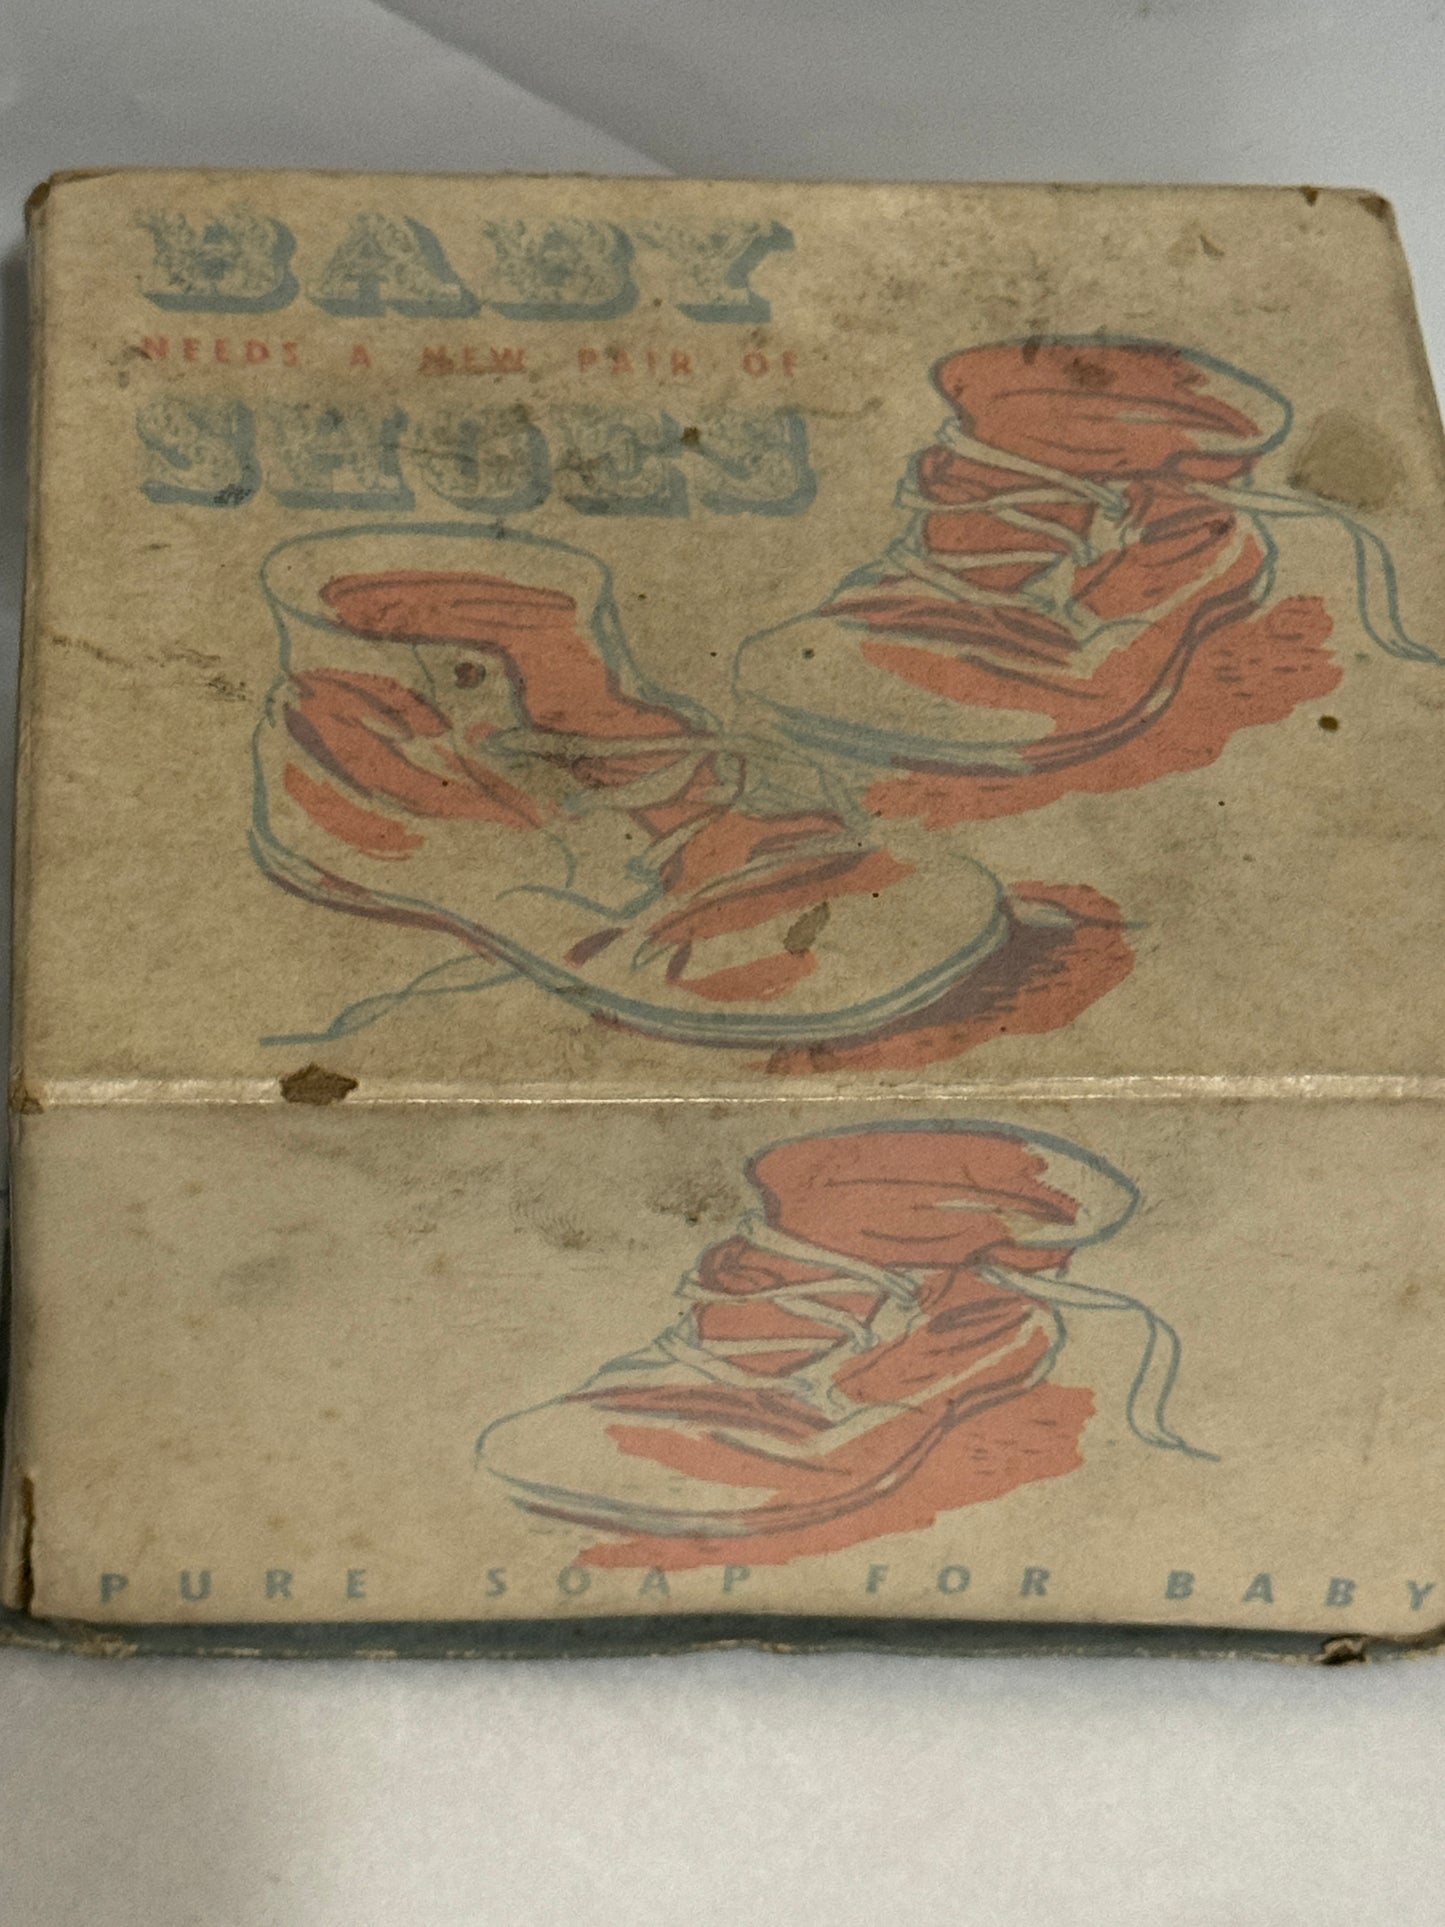 BABY
NEEDS A NEW PAIR OF
SHOES
PURE SOAP FOR BABY